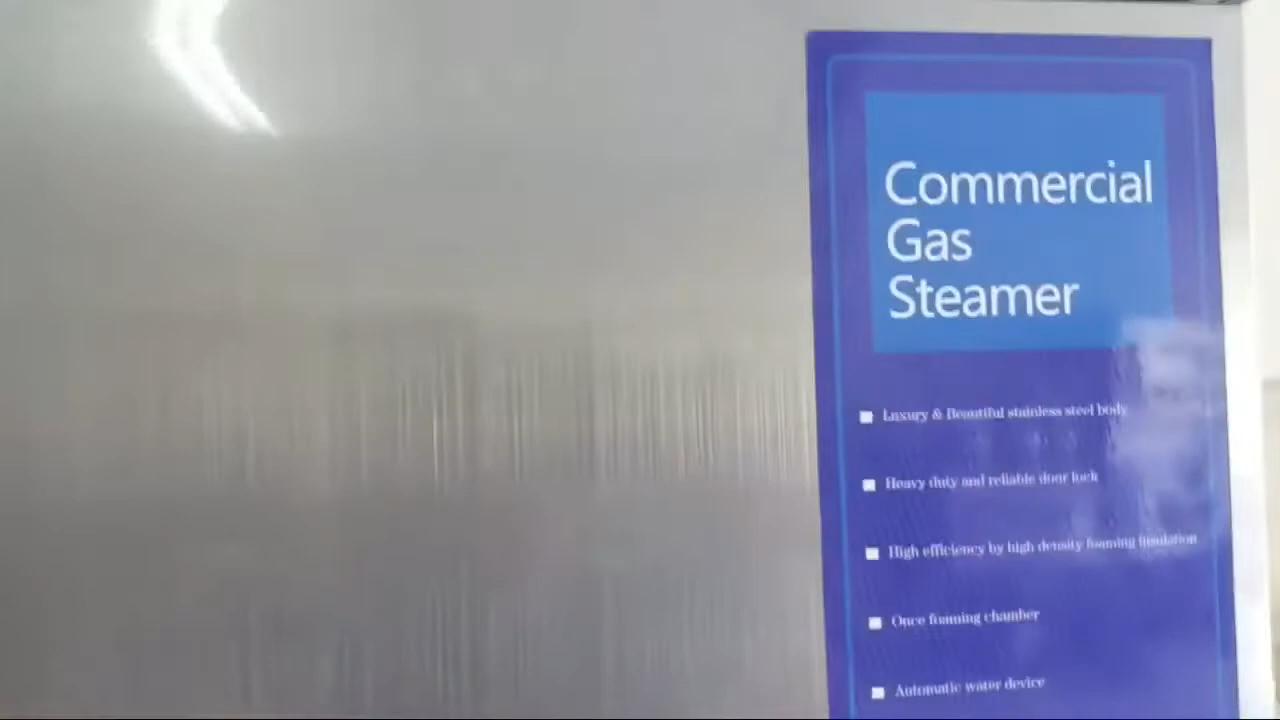 Commercial
Gas
Steamer
Luxury & Beautiful stainless steel body
Heavy duty and reliable door lock
High efficiency by high density foaming insulation
Once foaming chamber
Automatic water device